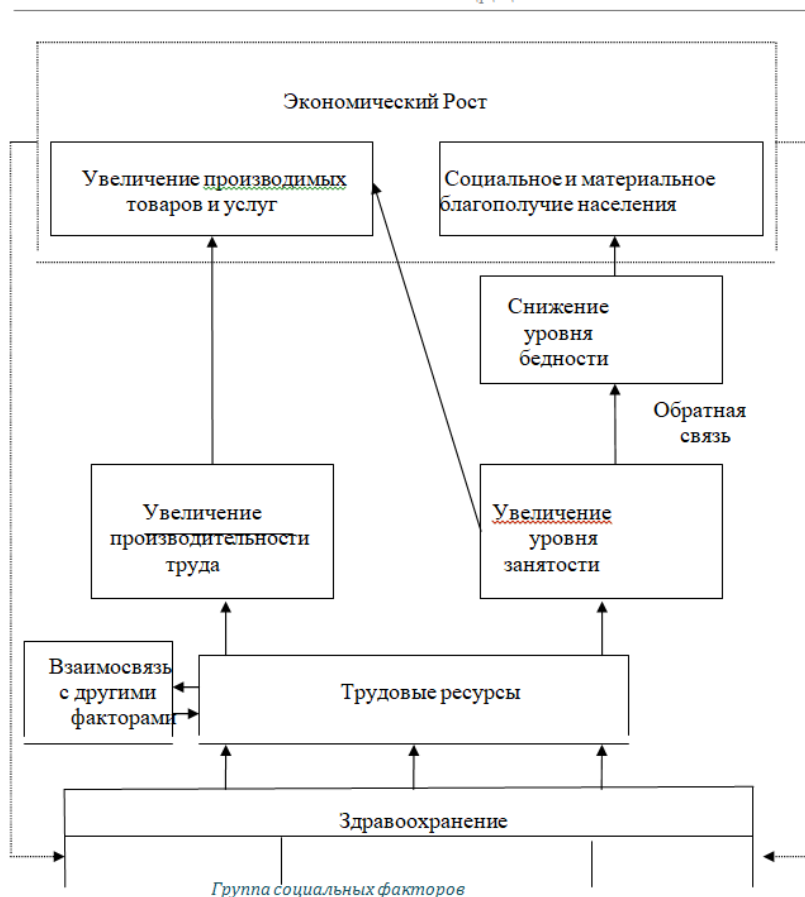 Экономический Рост
Увеличение производимых
товаров и услуг
Социальное и материальное
благополучие населения
Снижение
уровня
бедности
Обратная
связь
Увеличение
производительности
труда
Увеличение
уровня
занятости
Взаимосвязь
с другими
факторами
Трудовые ресурсы
Здравоохранение
Группа социальных факторов